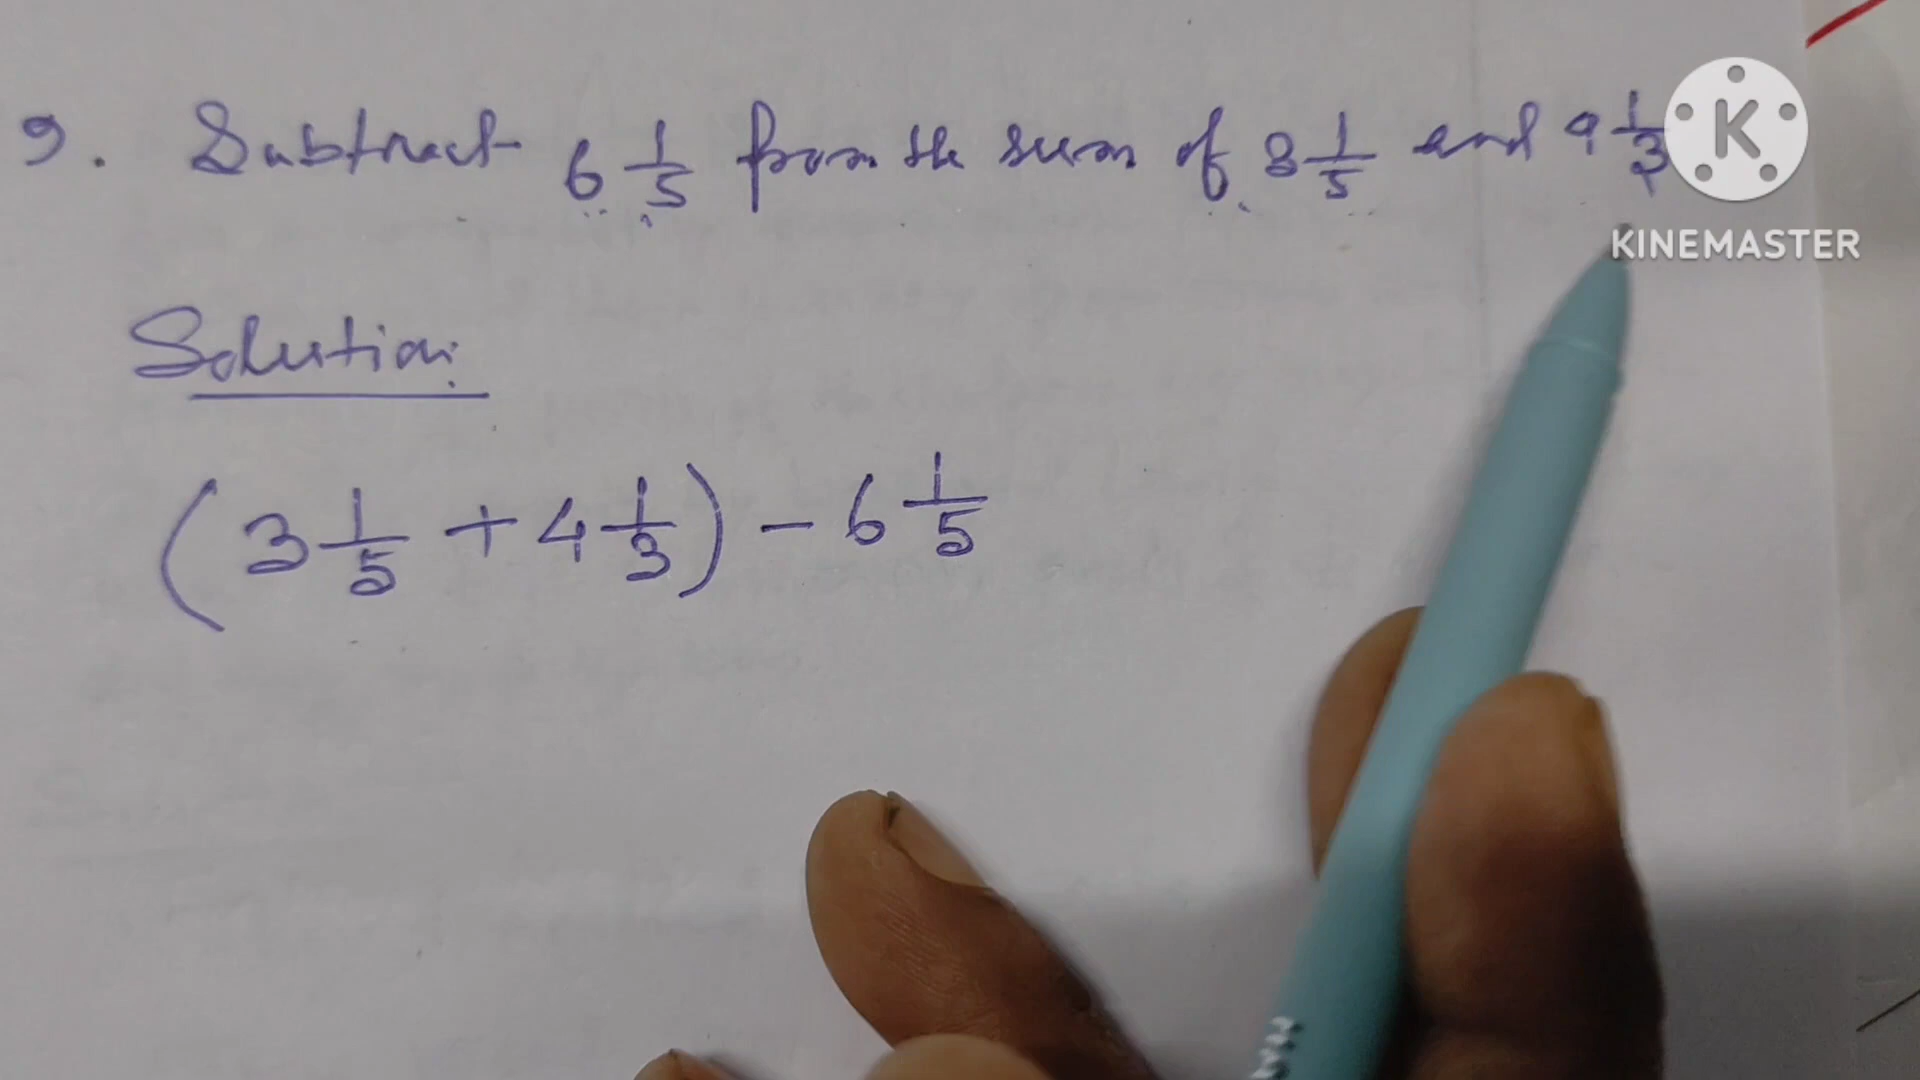 9. Subtract 6 1/5 from the sum of 3 1/5 and 4 1/3
K
KINEMASTER
Solution
(3 1/5 + 4 1/3) - 6 1/5